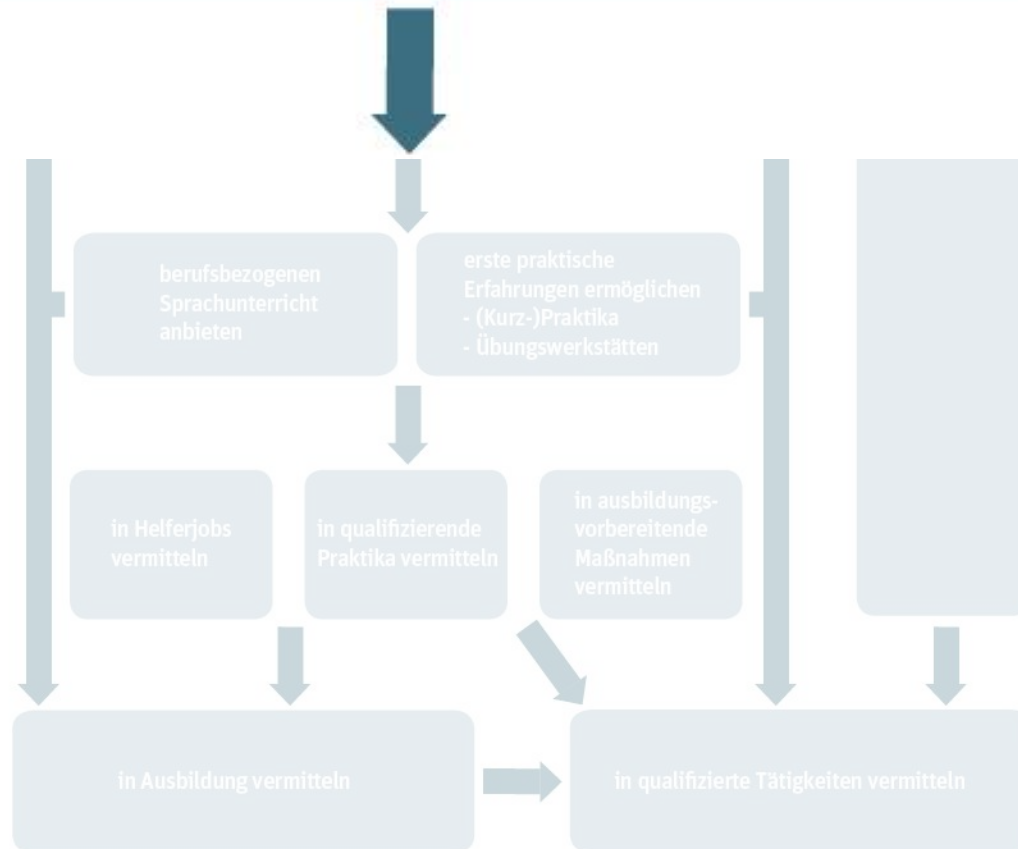 berufsbezogenen
Sprachunterricht
anbieten
erste praktische
Erfahrungen ermöglichen
- (Kurz-)Praktika
- Übungswerkstätten
in Helferjobs
vermitteln
in qualifizierende
Praktika vermitteln
in ausbildungs-
vorbereitende
Maßnahmen
vermitteln
in Ausbildung vermitteln
in qualifizierte Tätigkeiten vermitteln